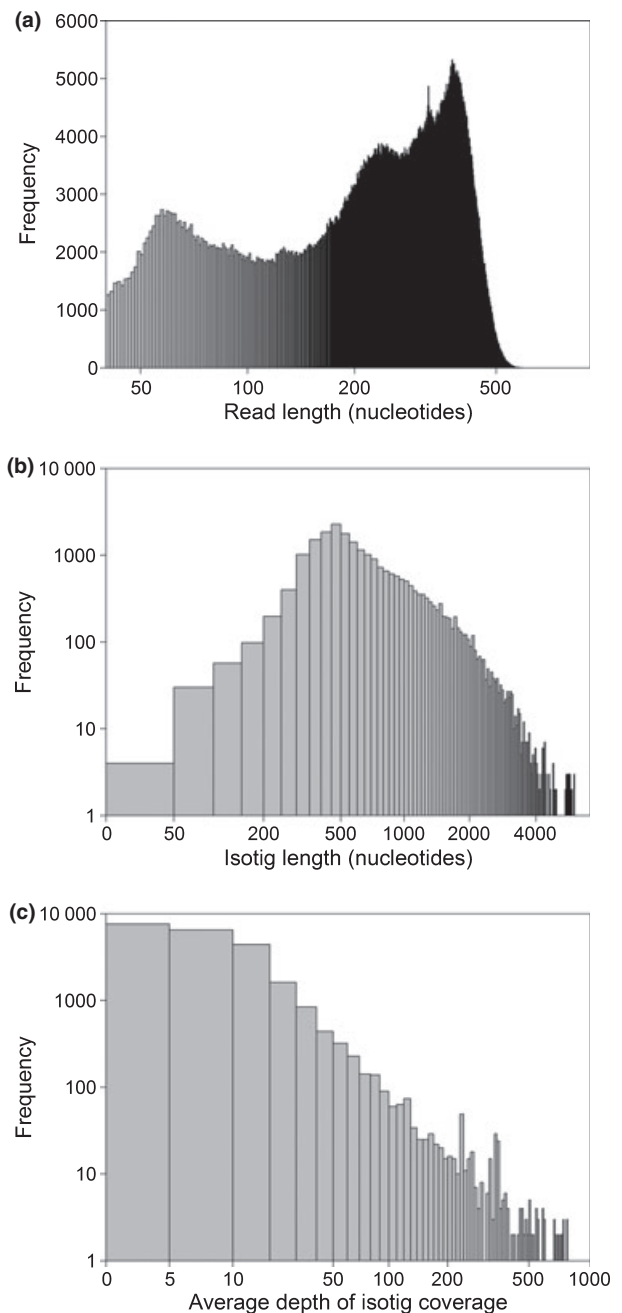 (a)
6000
5000
4000
3000
2000
1000
0
Frequency
50 100 200 500
Read length (nucleotides)
(b)
10 000
1000
100
10
1
Frequency
0 50 200 500 1000 2000 4000
Isotig length (nucleotides)
(c)
10 000
1000
100
10
1
Frequency
0 5 10 50 100 200 500 1000
Average depth of isotig coverage